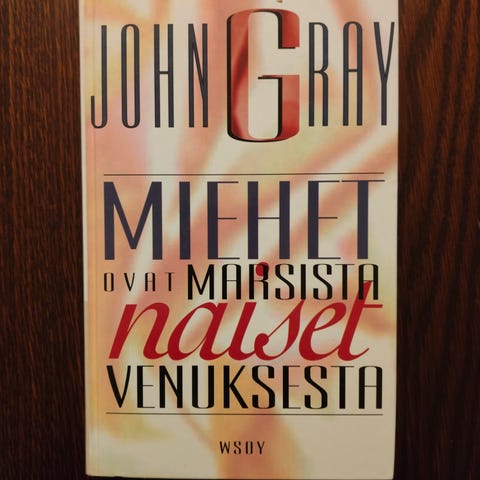 JOHN GRAY
MIEHET
OVAT MARSISTA
naiset
VENUKSESTA
WSOY